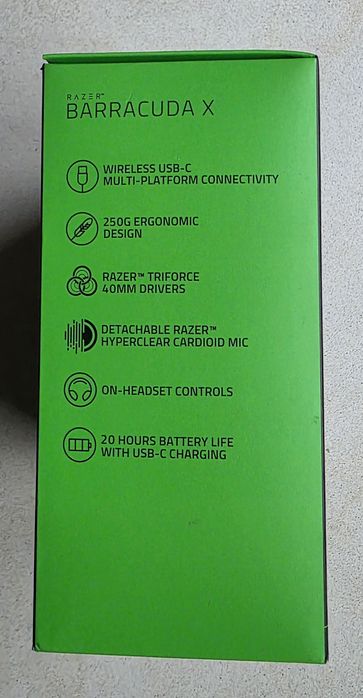 RAZER™
BARRACUDA X
WIRELESS USB-C
MULTI-PLATFORM CONNECTIVITY
250G ERGONOMIC
DESIGN
RAZER™ TRIFORCE
40MM DRIVERS
DETACHABLE RAZER™
HYPERCLEAR CARDIOID MIC
ON-HEADSET CONTROLS
20 HOURS BATTERY LIFE
WITH USB-C CHARGING